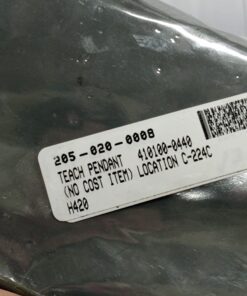 205-020-0008
TEACH PENDANT 410100-0440
(NO COST ITEM) LOCATION C-224C
H420